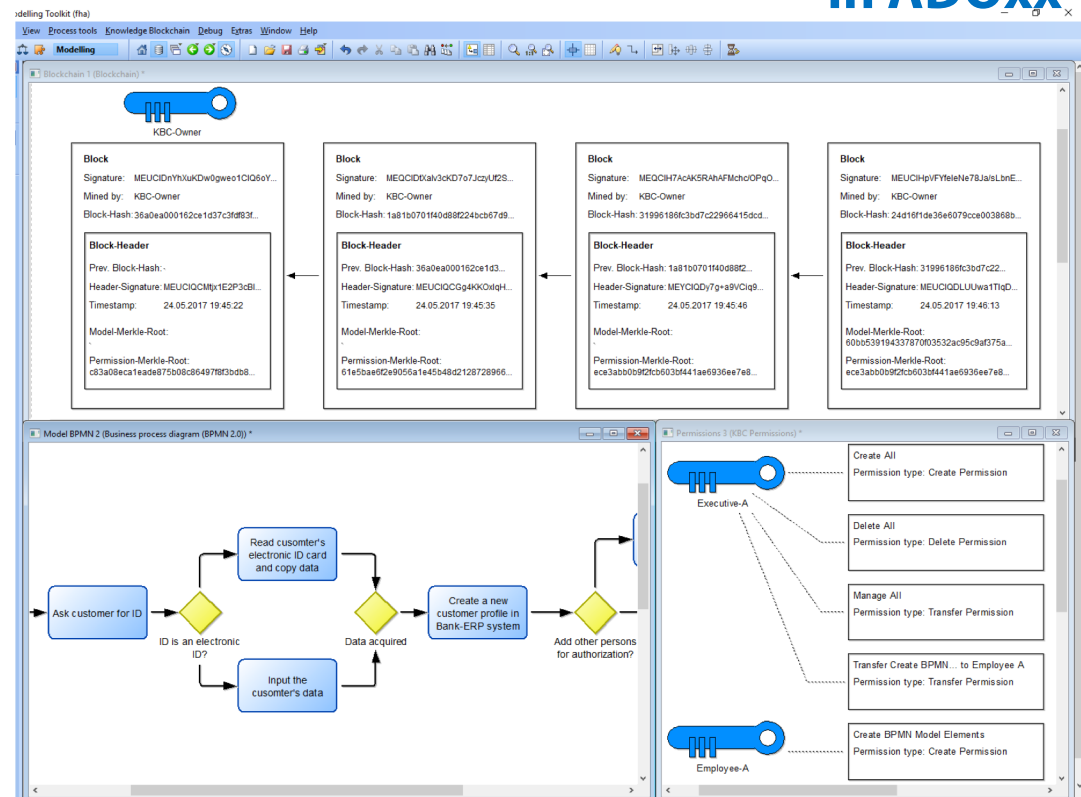 in ADOxx
odelling Toolkit (fha)
View Process tools Knowledge Blockchain Debug Extras Window Help
Modelling
Blockchain 1 (Blockchain) *
KBC-Owner
Block
Signature: MEUCIDnYhXuKDw0gweo1ClQ6oY...
Mined by: KBC-Owner
Block-Hash: 36a0ea000162ce1d37c3fdf83f...
Block-Header
Prev. Block-Hash: -
Header-Signature: MEUCIQCMtjx1E2P3cBl...
Timestamp: 24.05.2017 19:45:22
Model-Merkle-Root:
-
Permission-Merkle-Root:
c83a08eca1eade875b08c86497f8f3bdb8...
Block
Signature: MEQCIDfXalv3cKD7o7JczyUf2S...
Mined by: KBC-Owner
Block-Hash: 1a81b0701f40d88f224bcb67d9...
Block-Header
Prev. Block-Hash: 36a0ea000162ce1d3...
Header-Signature: MEUCIQCGg4KKOxlqH...
Timestamp: 24.05.2017 19:45:35
Model-Merkle-Root:
-
Permission-Merkle-Root:
61e5bae6f2e9056a1e45b48d2128728966...
Block
Signature: MEQCIH7AcAK5RAhAFMchc/OPqO...
Mined by: KBC-Owner
Block-Hash: 31996186fc3bd7c22966415dcd...
Block-Header
Prev. Block-Hash: 1a81b0701f40d88f2...
Header-Signature: MEYCIQDy7g+a9VCiq9...
Timestamp: 24.05.2017 19:45:46
Model-Merkle-Root:
-
Permission-Merkle-Root:
ece3abb0b9f2fcb603bf441ae6936ee7e8...
Block
Signature: MEUCIHpVFYfeIeNe78Ja/sLbnE...
Mined by: KBC-Owner
Block-Hash: 24d16f1de36e6079cce003868b...
Block-Header
Prev. Block-Hash: 31996186fc3bd7c22...
Header-Signature: MEUCIQDLUUwa1TlqD...
Timestamp: 24.05.2017 19:46:13
Model-Merkle-Root:
60bb539194337870f03532ac95c9af375a...
Permission-Merkle-Root:
ece3abb0b9f2fcb603bf441ae6936ee7e8...
Model BPMN 2 (Business process diagram (BPMN 2.0)) *
Ask customer for ID
ID is an electronic
ID?
Read cusomter's
electronic ID card
and copy data
Input the
cusomter's data
Data acquired
Create a new
customer profile in
Bank-ERP system
Add other persons
for authorization?
Permissions 3 (KBC Permissions) *
Executive-A
Create All
Permission type: Create Permission
Delete All
Permission type: Delete Permission
Manage All
Permission type: Transfer Permission
Transfer Create BPMN... to Employee A
Permission type: Transfer Permission
Employee-A
Create BPMN Model Elements
Permission type: Create Permission